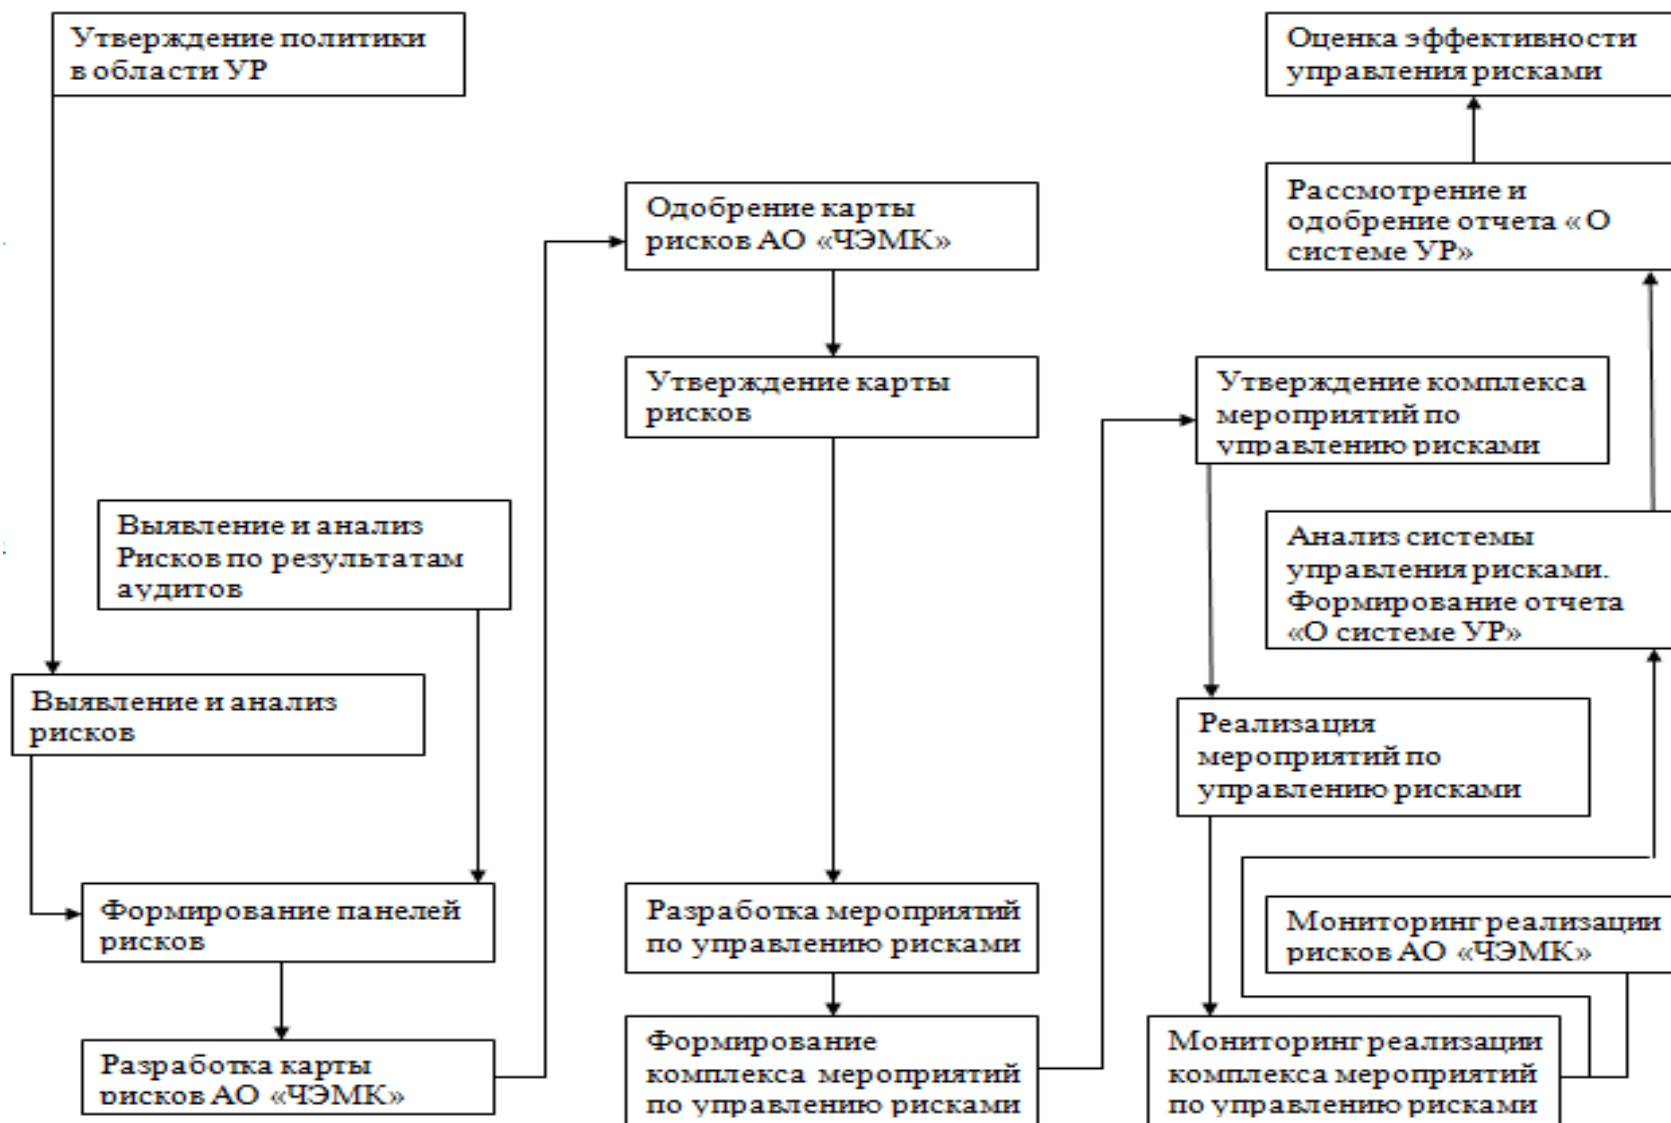 Утверждение политики
в области УР
Выявление и анализ
Рисков по результатам
аудитов
Выявление и анализ
рисков
Формирование панелей
рисков
Разработка карты
рисков АО «ЧЭМК»
Одобрение карты
рисков АО «ЧЭМК»
Утверждение карты
рисков
Разработка мероприятий
по управлению рисками
Формирование
комплекса мероприятий
по управлению рисками
Утверждение комплекса
мероприятий по
управлению рисками
Реализация
мероприятий по
управлению рисками
Мониторинг реализации
комплекса мероприятий
по управлению рисками
Мониторинг реализации
рисков АО «ЧЭМК»
Анализ системы
управления рисками.
Формирование отчета
«О системе УР»
Рассмотрение и
одобрение отчета « О
системе УР»
Оценка эффективности
управления рисками